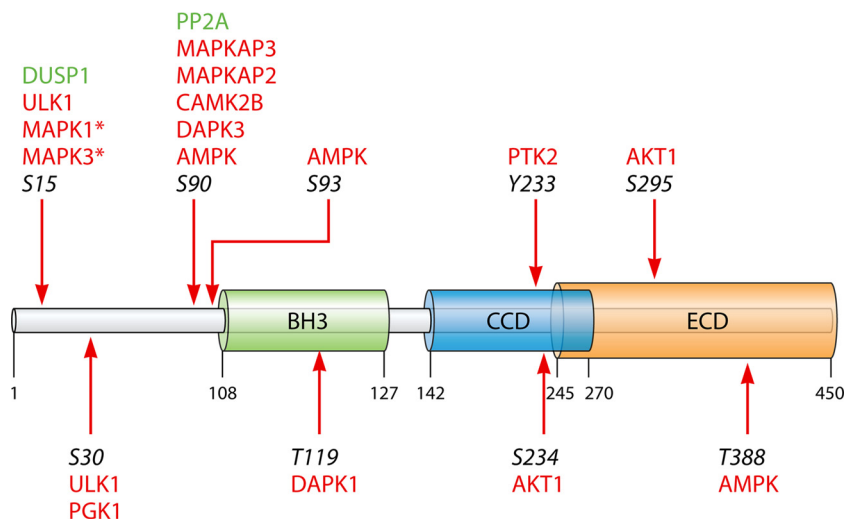 PP2A
MAPKAP3
MAPKAP2
CAMK2B
DAPK3
AMPK
S90
DUSP1
ULK1
MAPK1*
MAPK3*
S15
AMPK
S93
PTK2
Y233
AKT1
S295
BH3
CCD
ECD
1
108
127
142
245
270
450
S30
ULK1
PGK1
T119
DAPK1
S234
AKT1
T388
AMPK